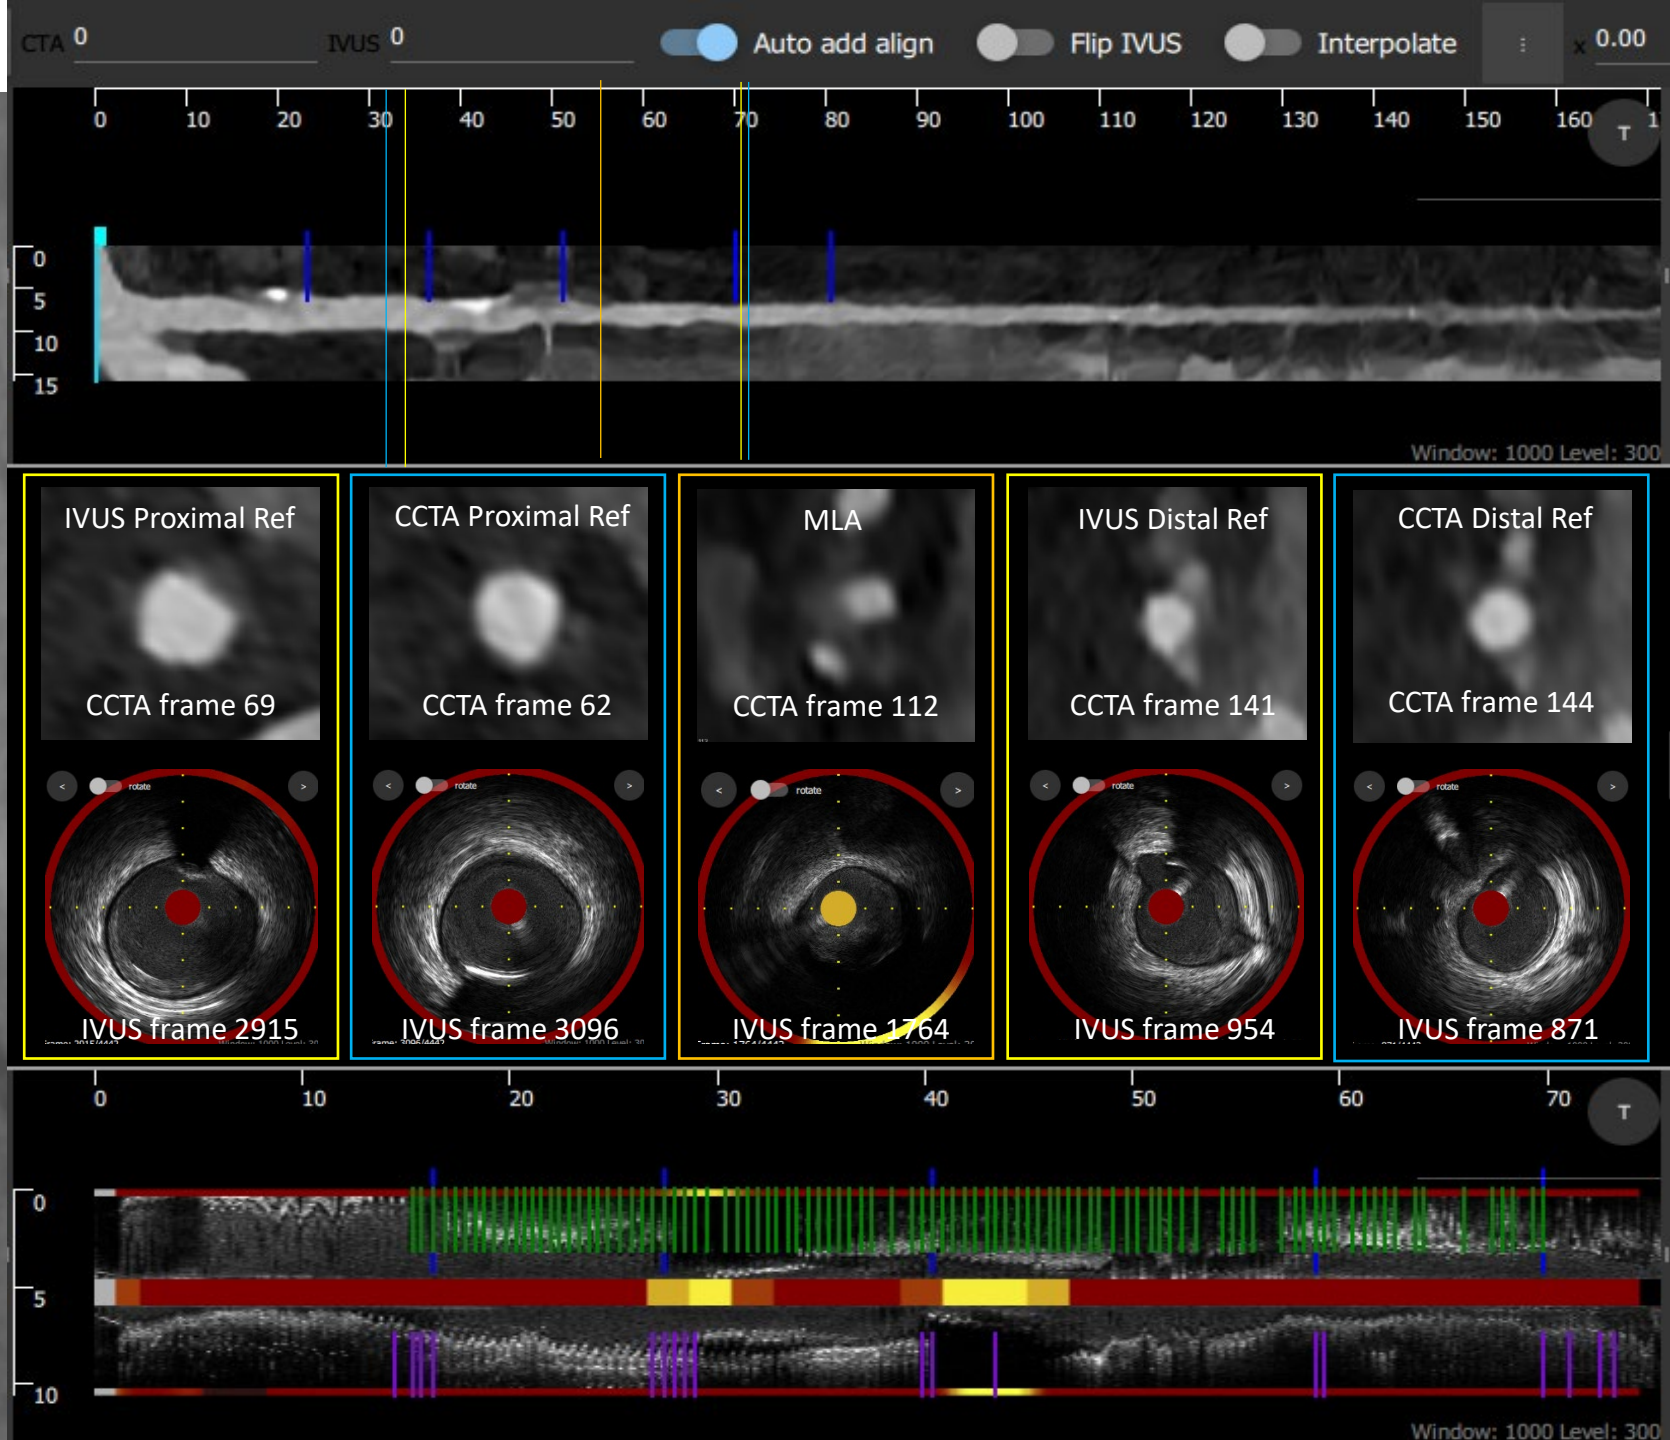 CTA 0 IVUS 0 Auto add align Flip IVUS Interpolate ⋮ x 0.00
0 10 20 30 40 50 60 70 80 90 100 110 120 130 140 150 160
T
0
5
10
15
Window: 1000 Level: 300
IVUS Proximal Ref
CCTA frame 69
< rotate >
IVUS frame 2915
CCTA Proximal Ref
CCTA frame 62
< rotate >
IVUS frame 3096
MLA
CCTA frame 112
< rotate >
IVUS frame 1764
IVUS Distal Ref
CCTA frame 141
< rotate >
IVUS frame 954
CCTA Distal Ref
CCTA frame 144
< rotate >
IVUS frame 871
0 10 20 30 40 50 60 70
T
0
5
10
Window: 1000 Level: 300